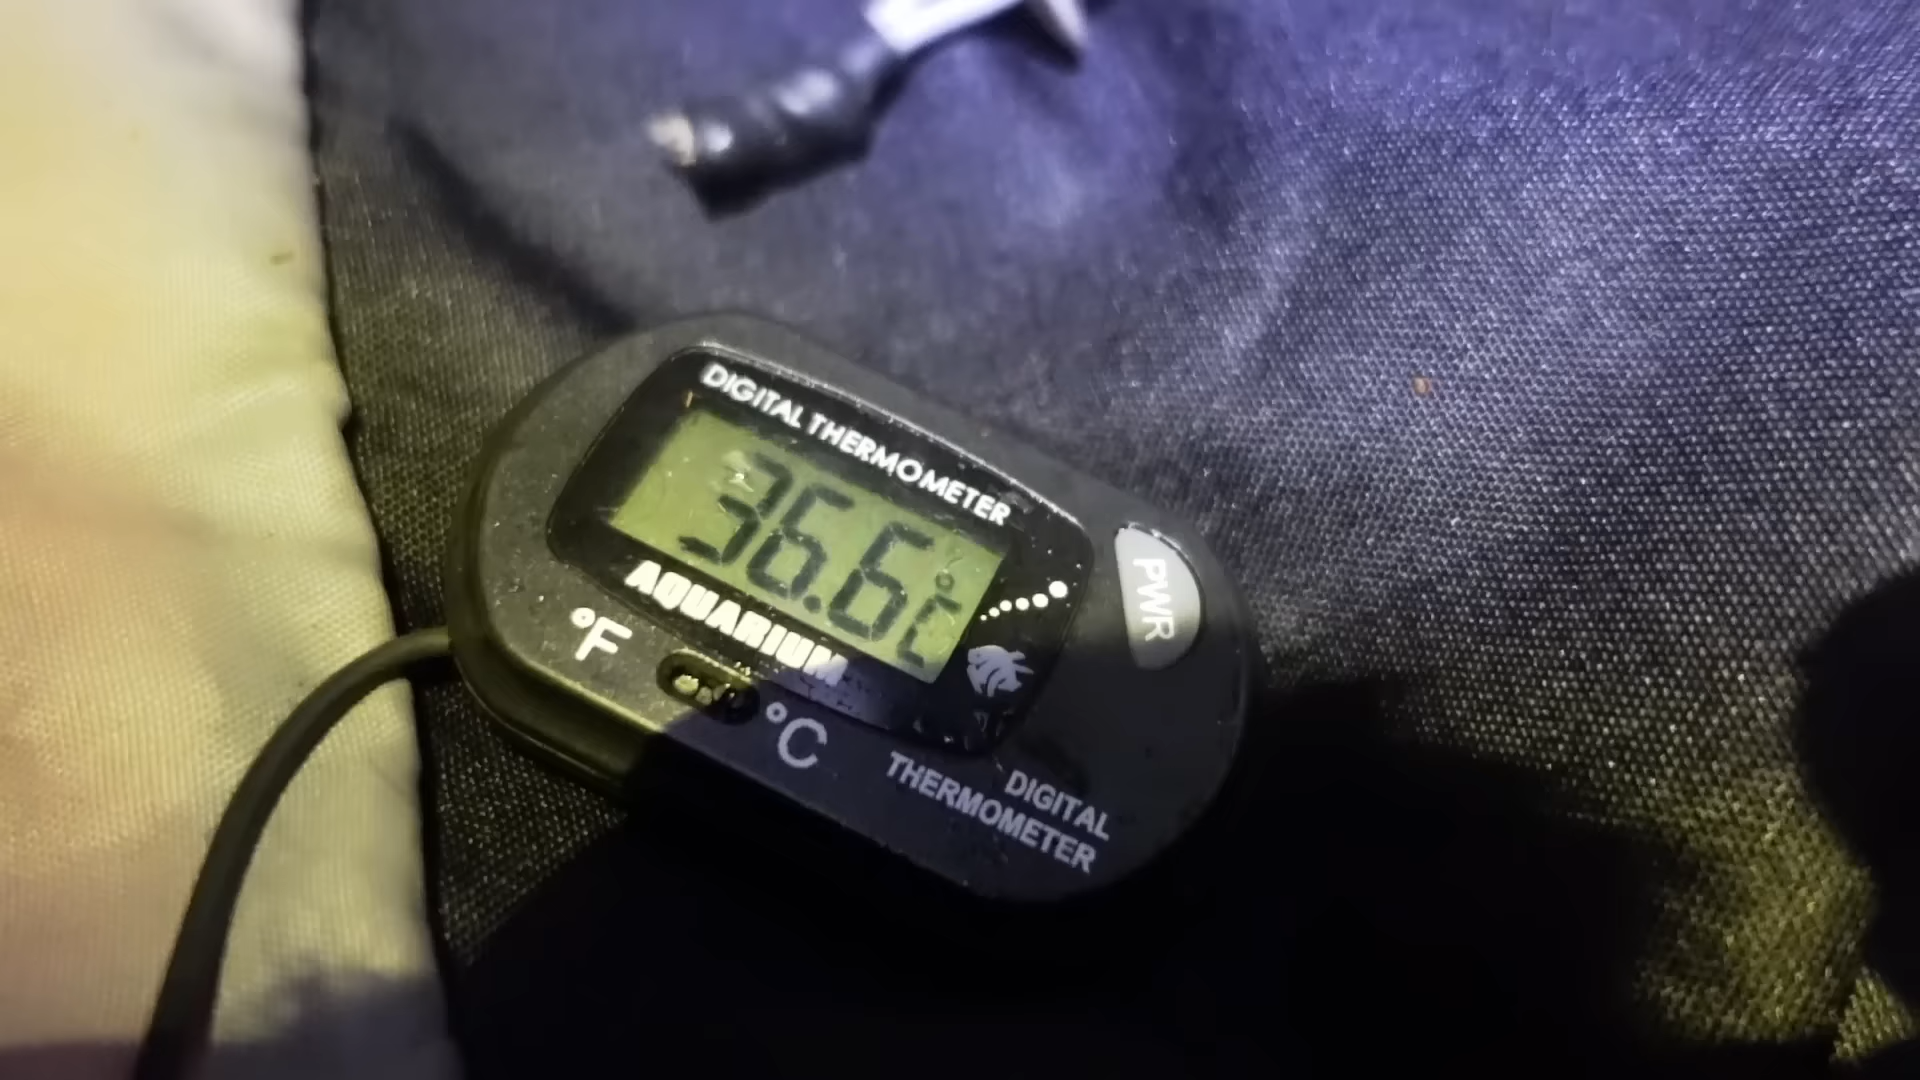 DIGITAL THERMOMETER
36.6°C
AQUARIUM
°F
°C
PWR
DIGITAL
THERMOMETER